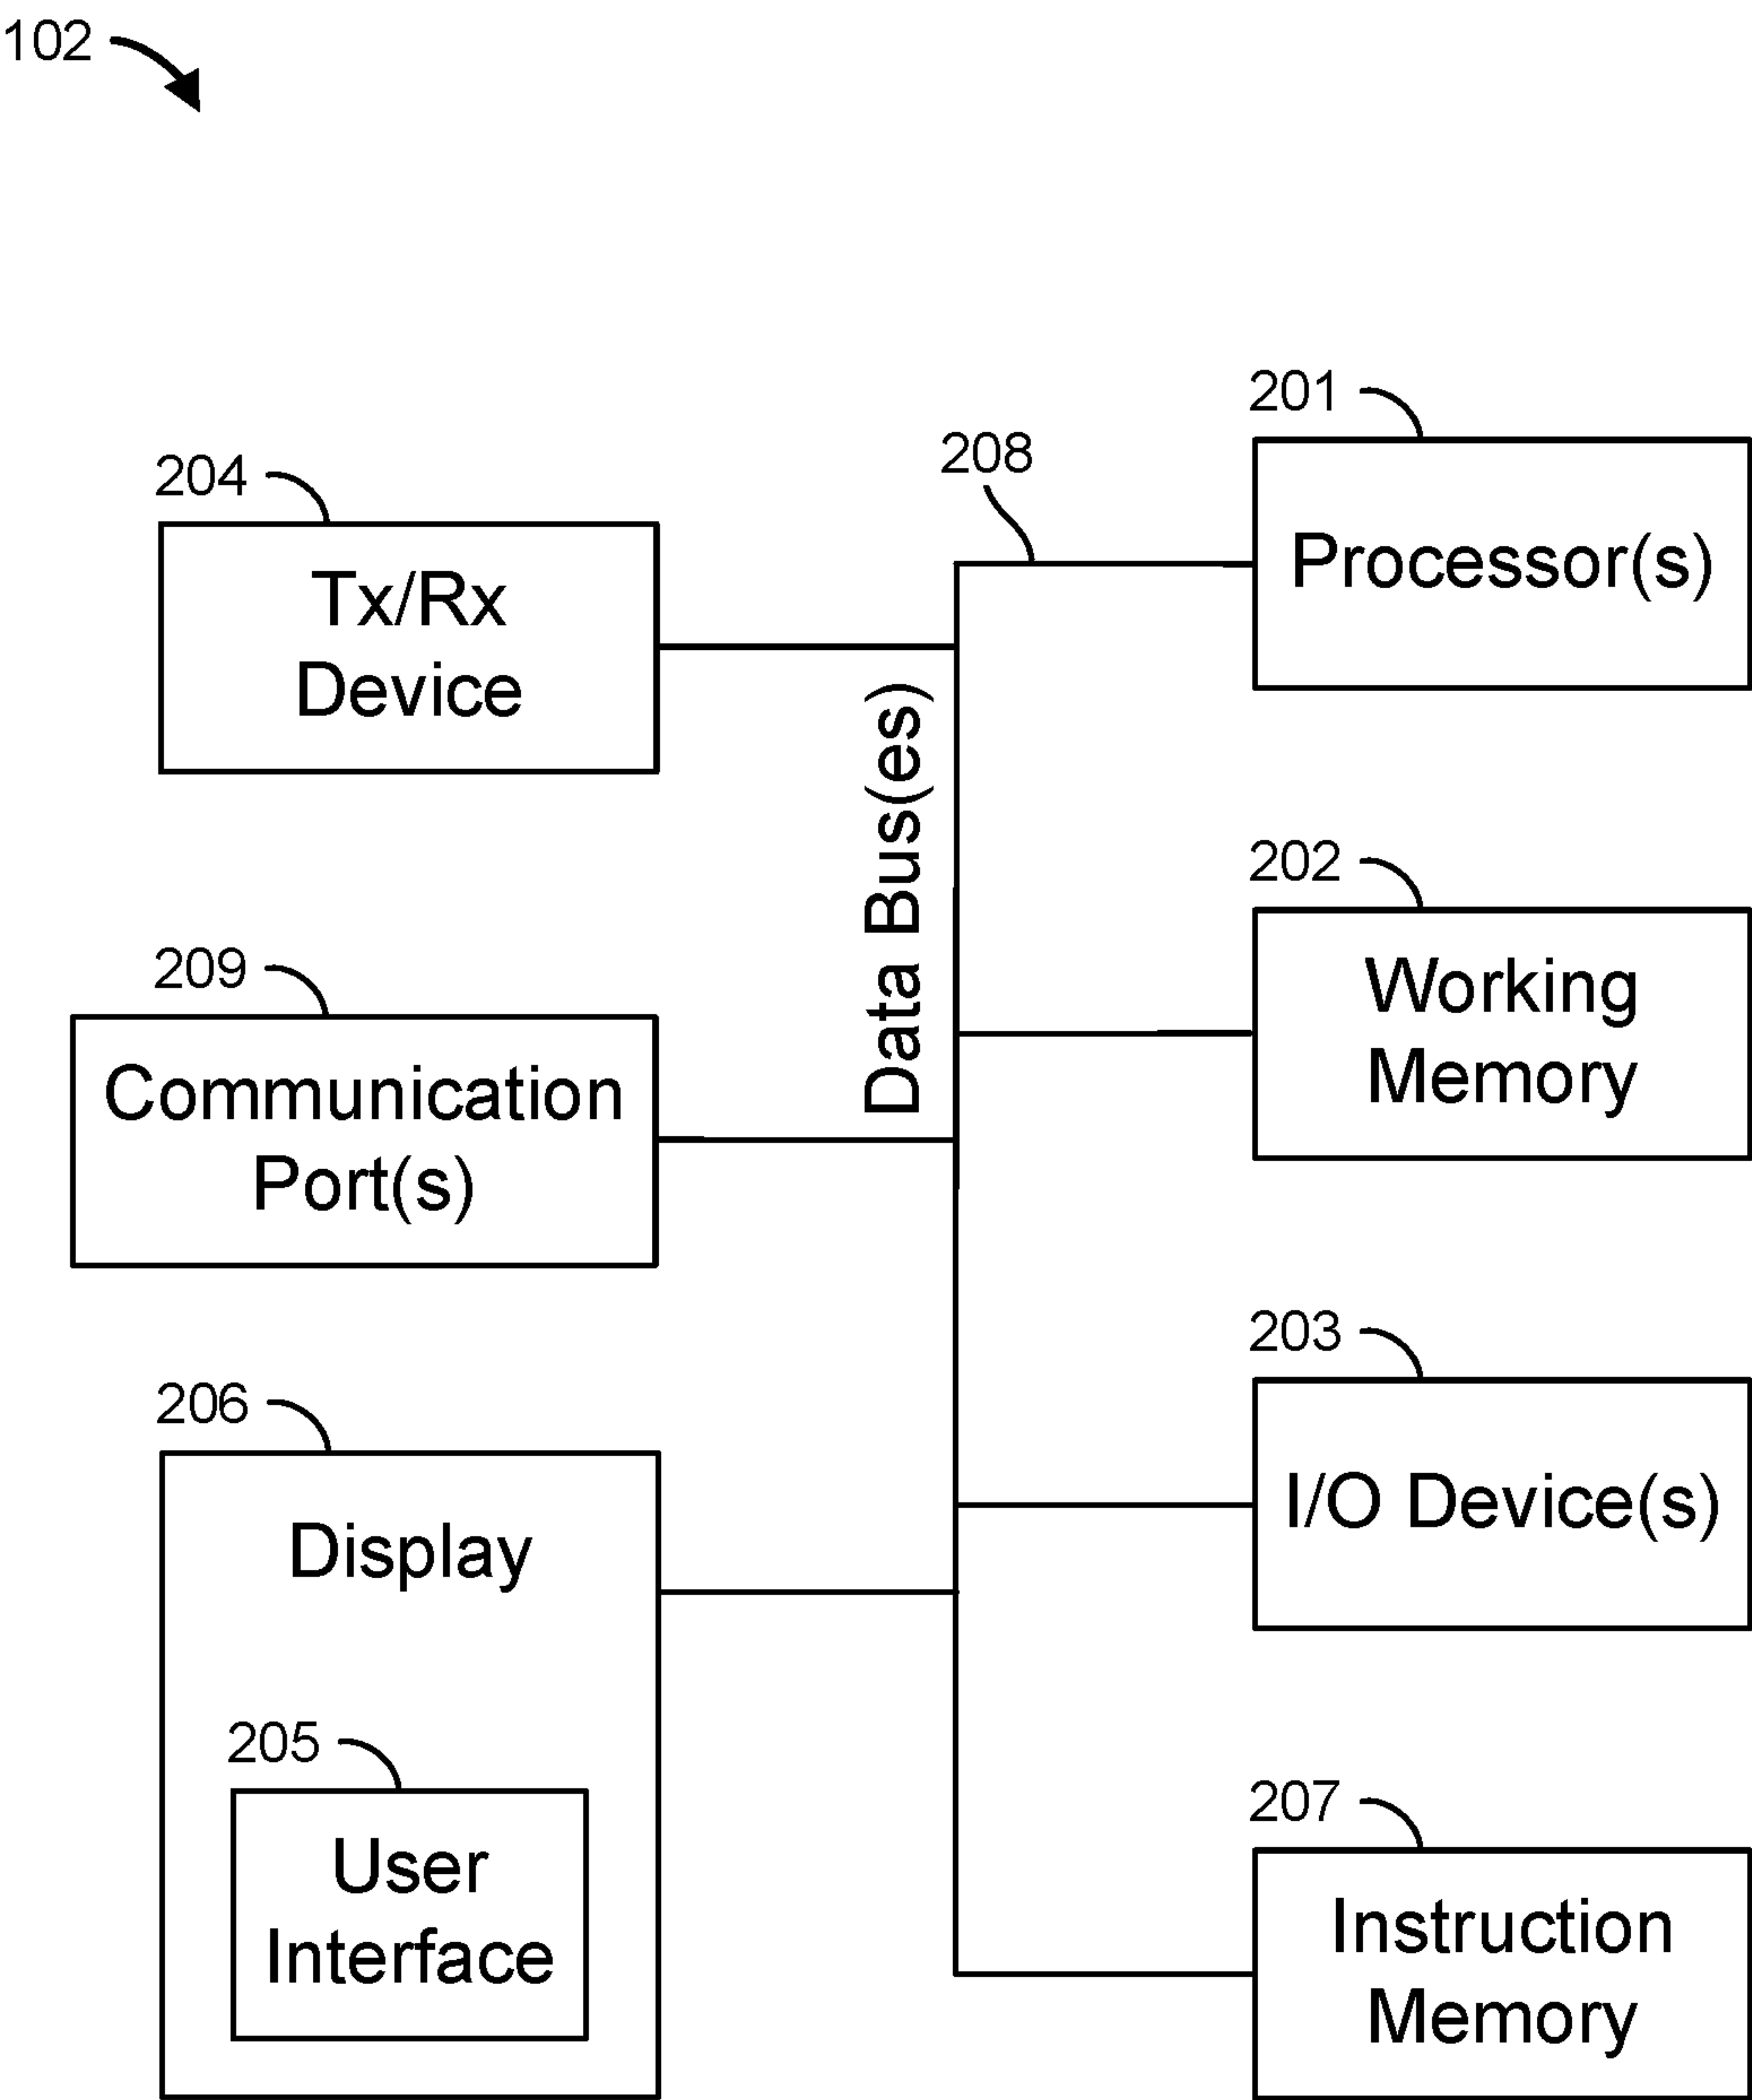 102
201
Processor(s)
208
204
Tx/Rx
Device
Data Bus(es)
202
Working
Memory
209
Communication
Port(s)
203
I/O Device(s)
206
Display
205
User
Interface
207
Instruction
Memory